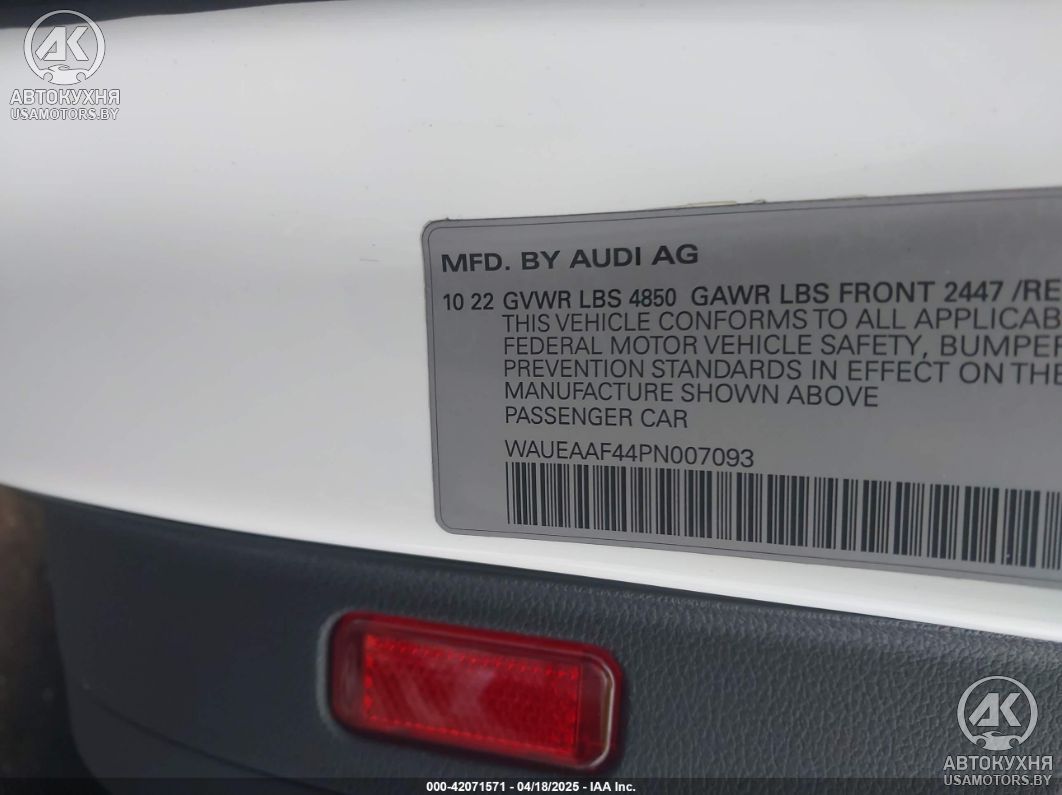 AK
АВТОКУХНЯ
USAMOTORS.BY
MFD. BY AUDI AG
10 22 GVWR LBS 4850 GAWR LBS FRONT 2447 /RE
THIS VEHICLE CONFORMS TO ALL APPLICAB
FEDERAL MOTOR VEHICLE SAFETY, BUMPER
PREVENTION STANDARDS IN EFFECT ON THE
MANUFACTURE SHOWN ABOVE
PASSENGER CAR
WAUEAAF44PN007093
AK
АВТОКУХНЯ
USAMOTORS.BY
000-42071571 - 04/18/2025 - IAA Inc.